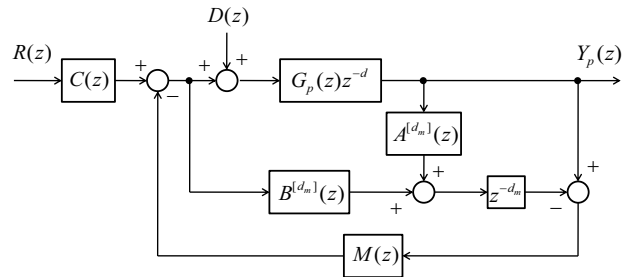 D(z)
R(z)
Y_p(z)
C(z)
+
−
+
+
G_p(z)z^{-d}
A^{[d_m]}(z)
+
+
B^{[d_m]}(z)
+
z^{-d_m}
−
M(z)